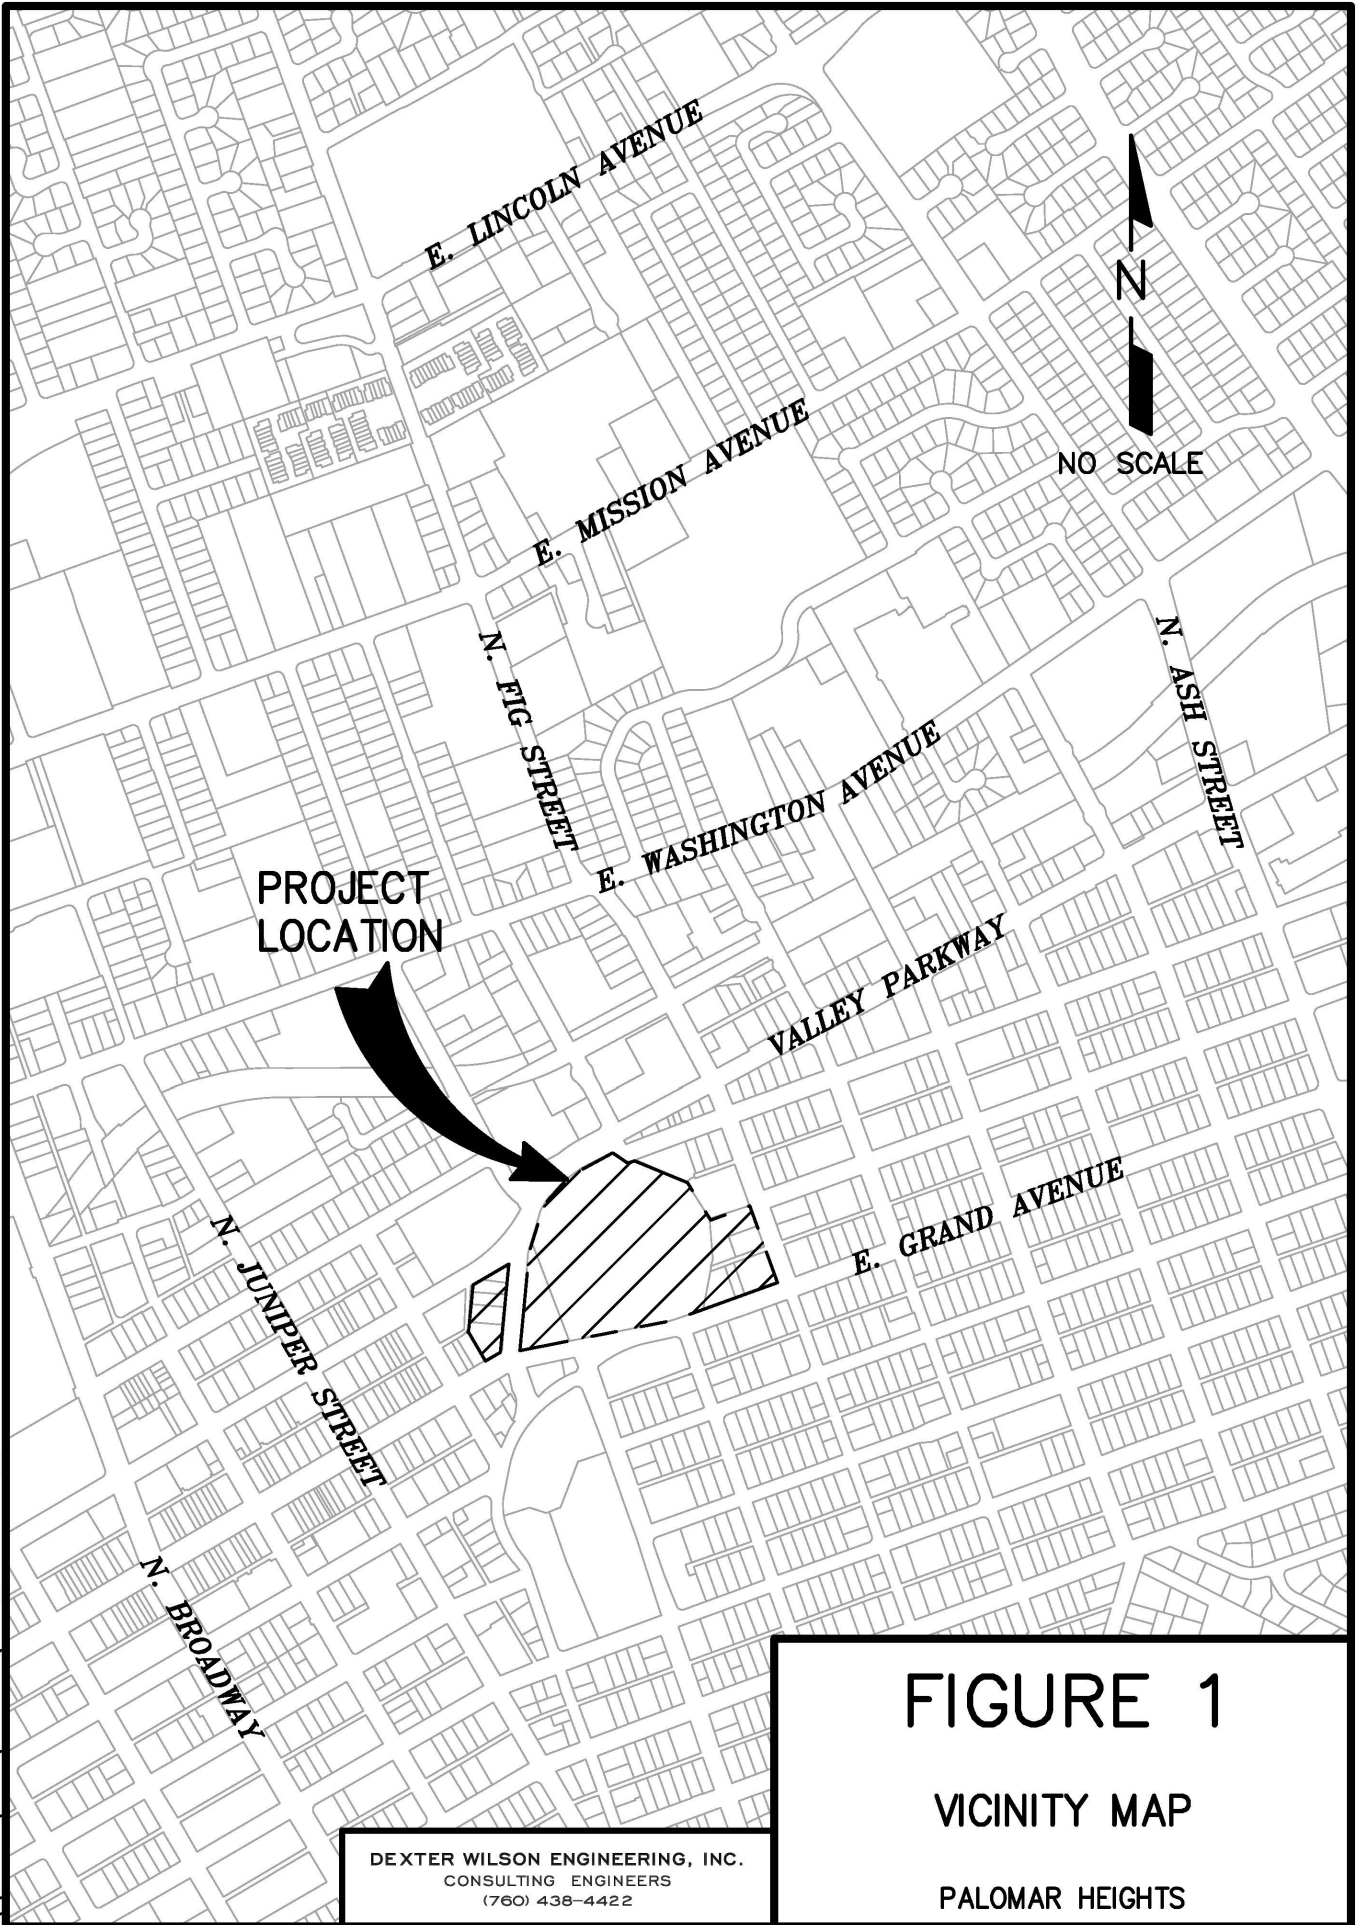 E. LINCOLN AVENUE
N
NO SCALE
E. MISSION AVENUE
N. FIG STREET
N. ASH STREET
E. WASHINGTON AVENUE
PROJECT
LOCATION
VALLEY PARKWAY
E. GRAND AVENUE
N. JUNIPER STREET
N. BROADWAY
FIGURE 1
VICINITY MAP
PALOMAR HEIGHTS
DEXTER WILSON ENGINEERING, INC.
CONSULTING ENGINEERS
(760) 438-4422